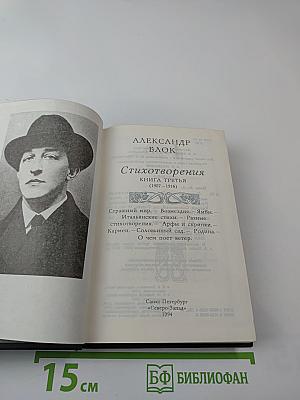 АЛЕКСАНДР
БЛОК
Стихотворения
КНИГА ТРЕТЬЯ
(1907—1916)
Страшный мир. — Возмездие. — Ямбы. —
Итальянские стихи. — Разные
стихотворения. — Арфы и скрипки. —
Кармен. — Соловьиный сад. — Родина. —
О чем поет ветер.
Санкт-Петербург
«Северо-Запад»
1994
15 см
БФ БИБЛИОФАН